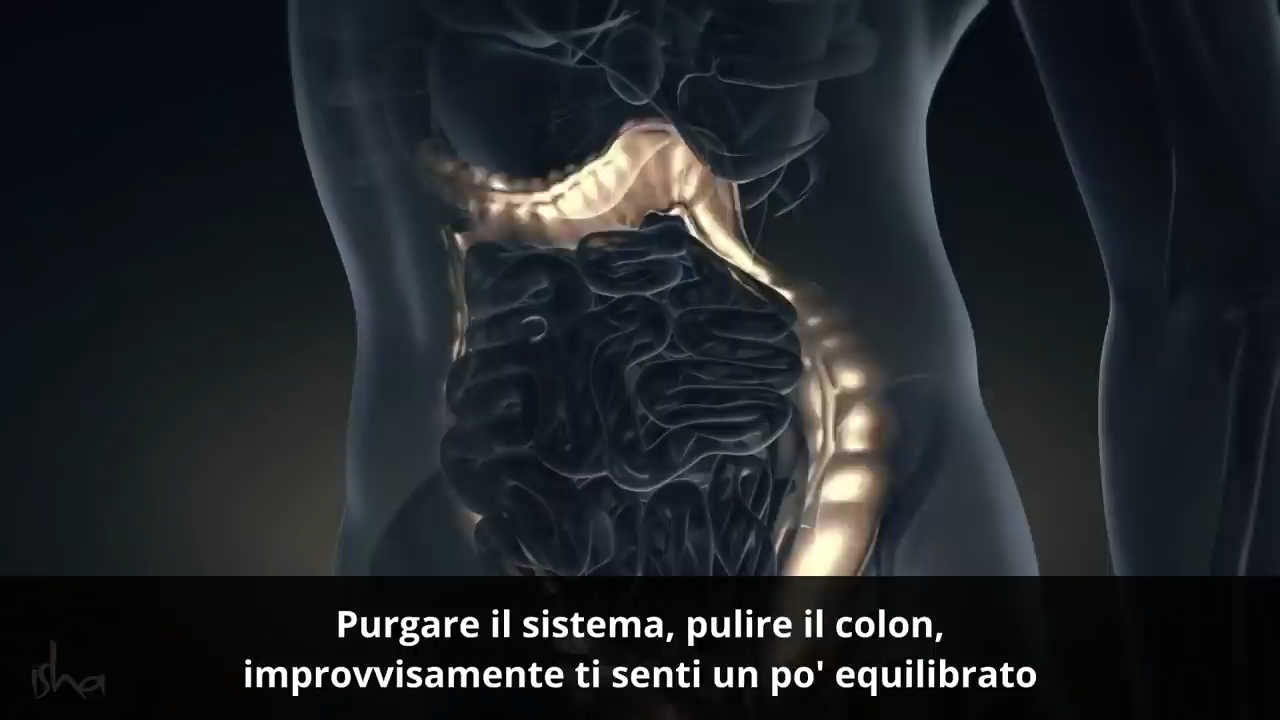 Purgare il sistema, pulire il colon,
improvvisamente ti senti un po' equilibrato
isha